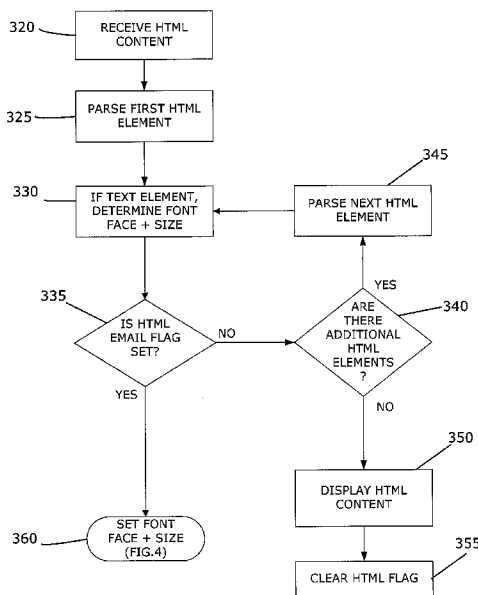 320
RECEIVE HTML
CONTENT
325
PARSE FIRST HTML
ELEMENT
330
IF TEXT ELEMENT,
DETERMINE FONT
FACE + SIZE
345
PARSE NEXT HTML
ELEMENT
335
IS HTML
EMAIL FLAG
SET?
NO
YES
340
ARE
THERE
ADDITIONAL
HTML
ELEMENTS
?
YES
NO
350
DISPLAY HTML
CONTENT
355
CLEAR HTML FLAG
360
SET FONT
FACE + SIZE
(FIG.4)